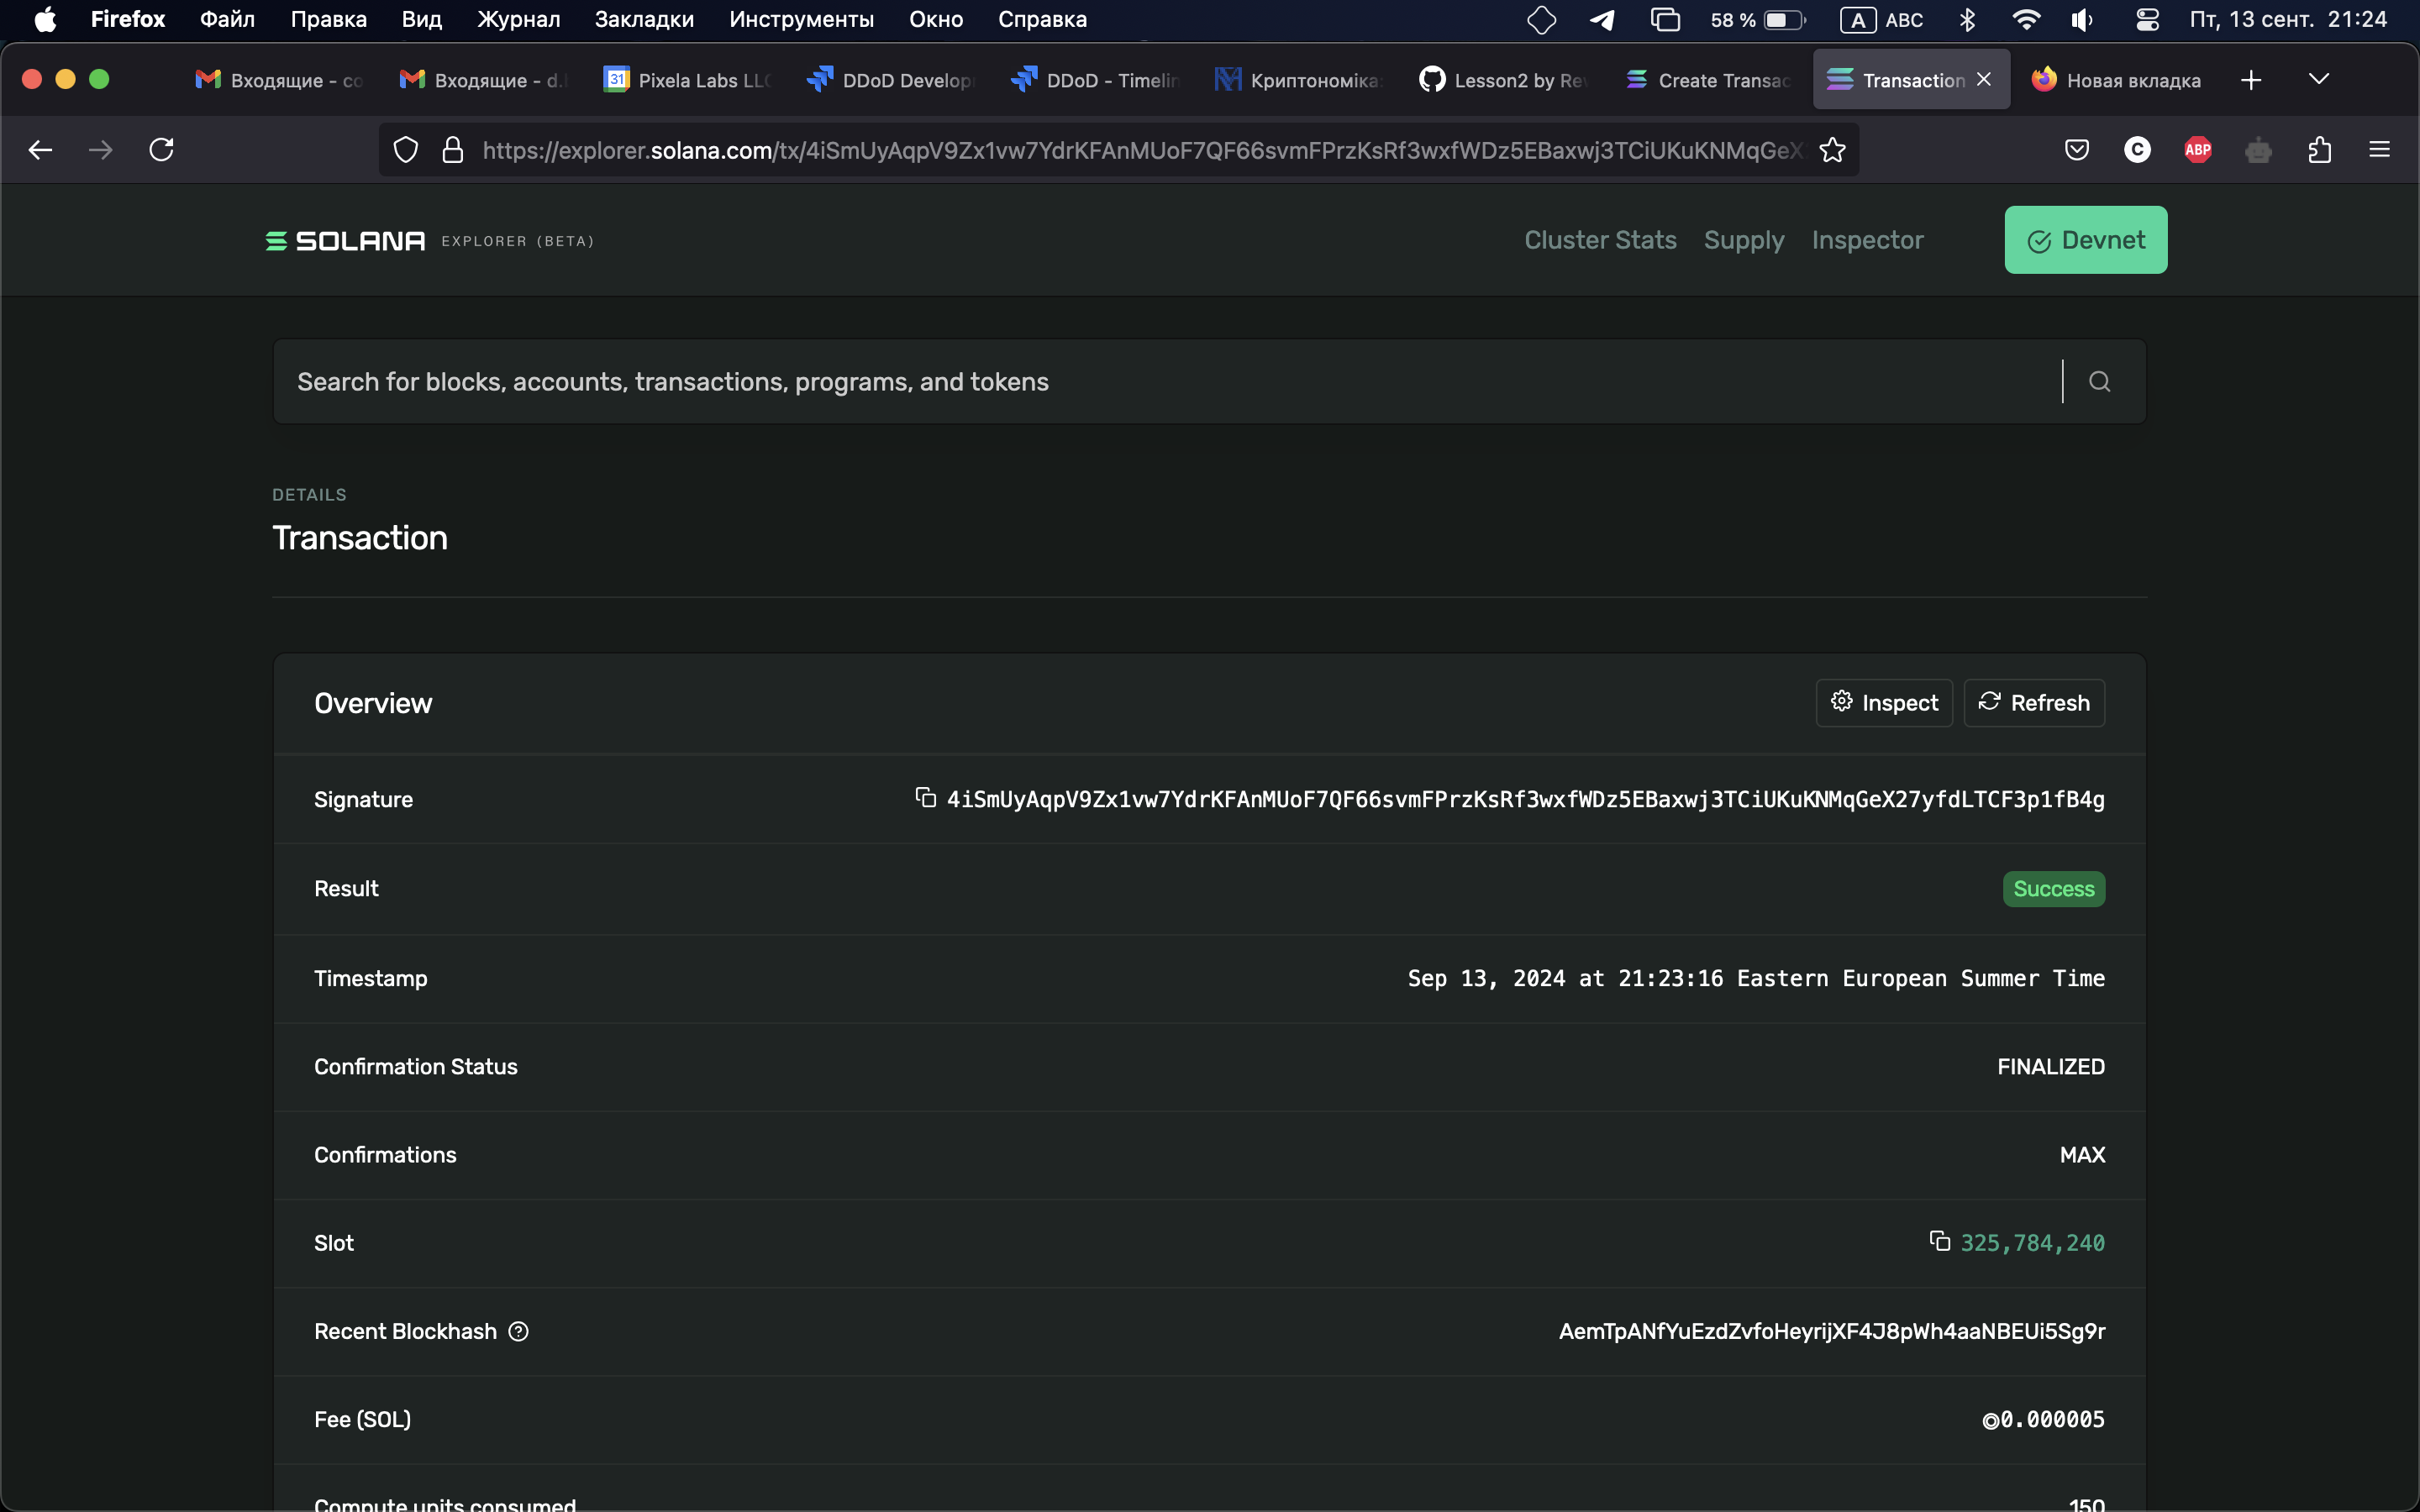 Firefox Файл Правка Вид Журнал Закладки Инструменты Окно Справка 58 % A ABC Пт, 13 сент. 21:24
Входящие - co Входящие - d. 31 Pixela Labs LLC DDoD Develop DDoD - Timelin Криптономіка Lesson2 by Re Create Transac Transaction Новая вкладка
https://explorer.solana.com/tx/4iSmUyAqpV9Zx1vw7YdrKFAnMUoF7QF66svmFPrzKsRf3wxfWDz5EBaxwj3TCiUKuKNMqGeX C ABP
SOLANA EXPLORER (BETA) Cluster Stats Supply Inspector Devnet
Search for blocks, accounts, transactions, programs, and tokens
DETAILS
Transaction
Overview Inspect Refresh
Signature 4iSmUyAqpV9Zx1vw7YdrKFAnMUoF7QF66svmFPrzKsRf3wxfWDz5EBaxwj3TCiUKuKNMqGeX27yfdLTCF3p1fB4g
Result Success
Timestamp Sep 13, 2024 at 21:23:16 Eastern European Summer Time
Confirmation Status FINALIZED
Confirmations MAX
Slot 325,784,240
Recent Blockhash AemTpANfYuEzdZvfoHeyrijXF4J8pWh4aaNBEUi5Sg9r
Fee (SOL) ◎0.000005
Compute units consumed 150